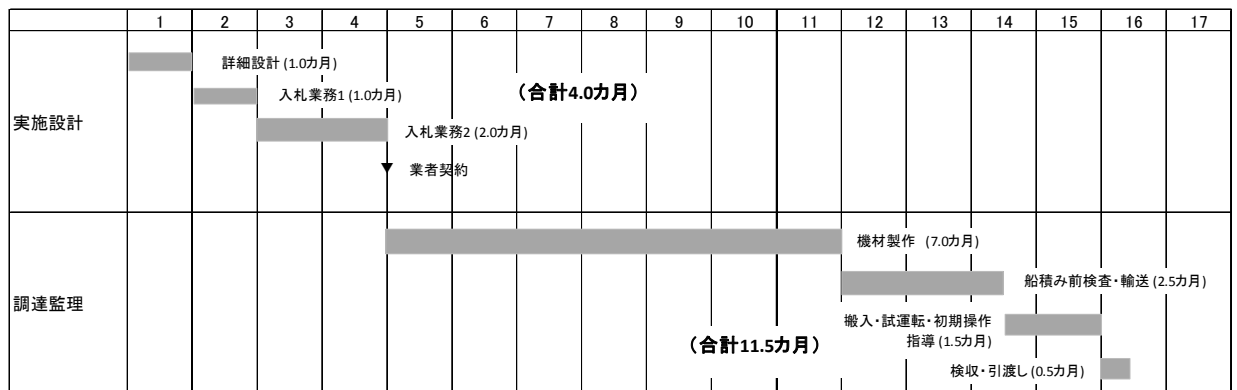 1 2 3 4 5 6 7 8 9 10 11 12 13 14 15 16 17
詳細設計 (1.0カ月)
入札業務1 (1.0カ月)
（合計4.0カ月）
実施設計
入札業務2 (2.0カ月)
業者契約
機材製作 (7.0カ月)
船積み前検査・輸送 (2.5カ月)
調達監理
搬入・試運転・初期操作
指導 (1.5カ月)
（合計11.5カ月）
検収・引渡し (0.5カ月)